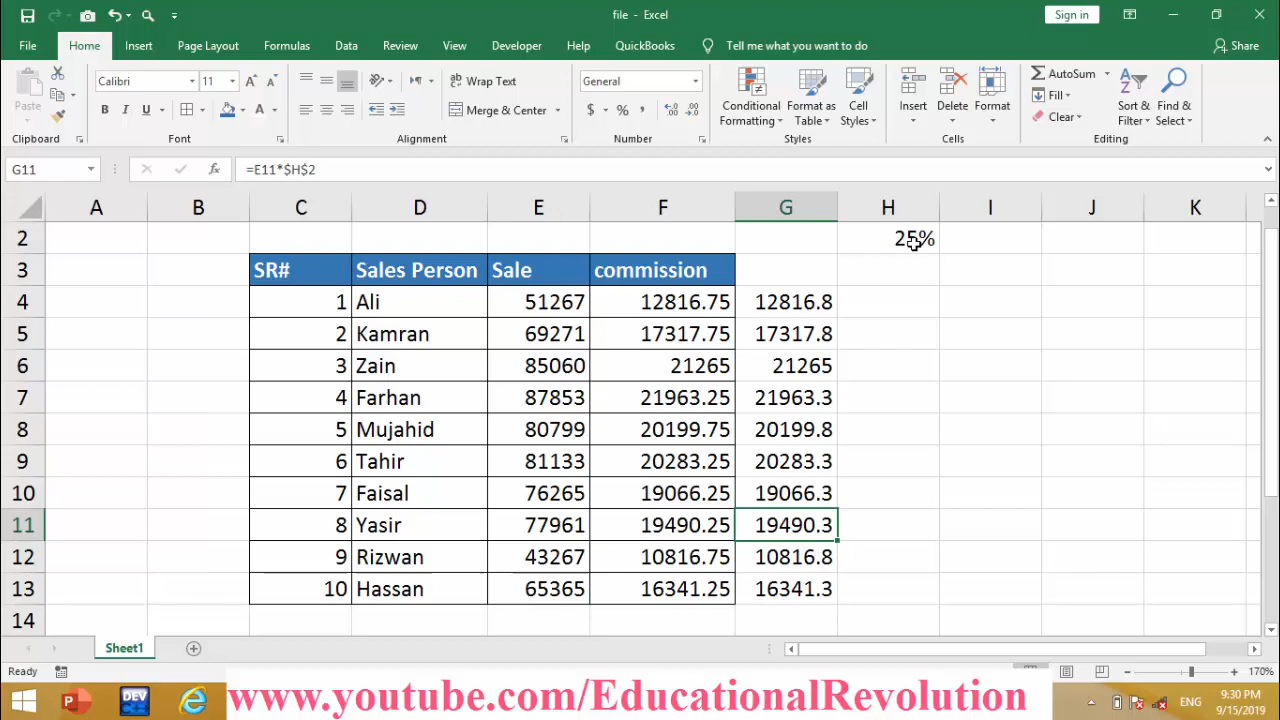 file - Excel
Sign in
File Home Insert Page Layout Formulas Data Review View Developer Help QuickBooks Tell me what you want to do Share
Paste
Calibri 11 A A
Wrap Text
General
B I U A
Merge & Center
$ % ,
Conditional Formatting
Format as Table
Cell Styles
Insert
Delete
Format
AutoSum
Fill
Clear
Sort & Filter
Find & Select
Clipboard Font Alignment Number Styles Cells Editing
G11 fx =E11*$H$2
A B C D E F G H I J K
2 25%
3 SR# Sales Person Sale commission
4 1 Ali 51267 12816.75 12816.8
5 2 Kamran 69271 17317.75 17317.8
6 3 Zain 85060 21265 21265
7 4 Farhan 87853 21963.25 21963.3
8 5 Mujahid 80799 20199.75 20199.8
9 6 Tahir 81133 20283.25 20283.3
10 7 Faisal 76265 19066.25 19066.3
11 8 Yasir 77961 19490.25 19490.3
12 9 Rizwan 43267 10816.75 10816.8
13 10 Hassan 65365 16341.25 16341.3
14
Sheet1
Ready 170%
DEV
www.youtube.com/EducationalRevolution
ENG
9:30 PM
9/15/2019